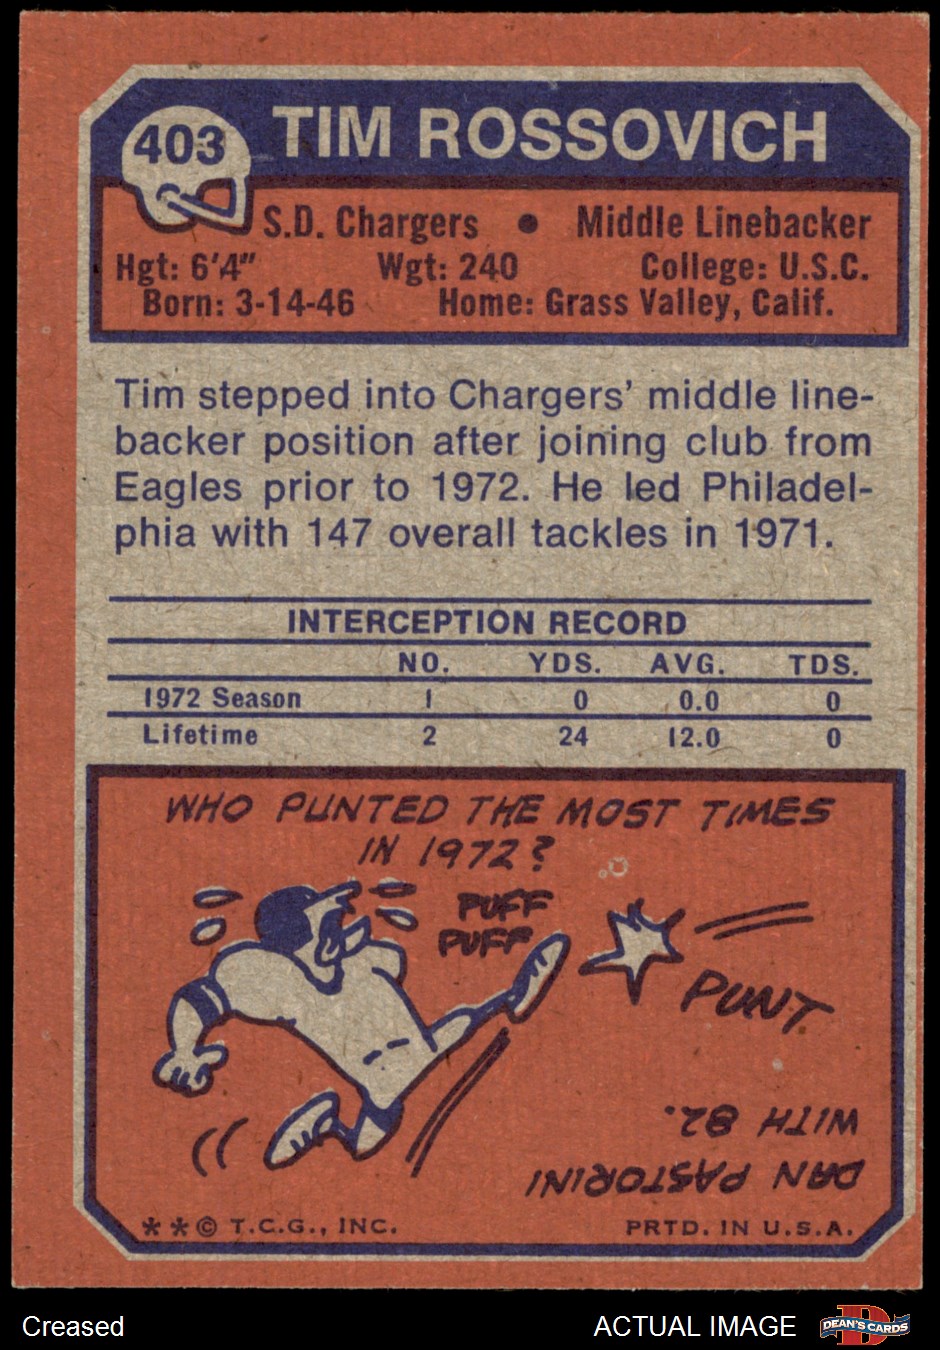 403
TIM ROSSOVICH
S.D. Chargers • Middle Linebacker
Hgt: 6'4" Wgt: 240 College: U.S.C.
Born: 3-14-46 Home: Grass Valley, Calif.
Tim stepped into Chargers' middle line-
backer position after joining club from
Eagles prior to 1972. He led Philadel-
phia with 147 overall tackles in 1971.
INTERCEPTION RECORD
NO. YDS. AVG. TDS.
1972 Season 1 0 0.0 0
Lifetime 2 24 12.0 0
WHO PUNTED THE MOST TIMES
IN 1972?
PUFF
PUFF
PUNT
DAN PASTORINI
WITH 82.
**© T.C.G., INC. PRTD. IN U.S.A.
Creased ACTUAL IMAGE DEAN'S CARDS